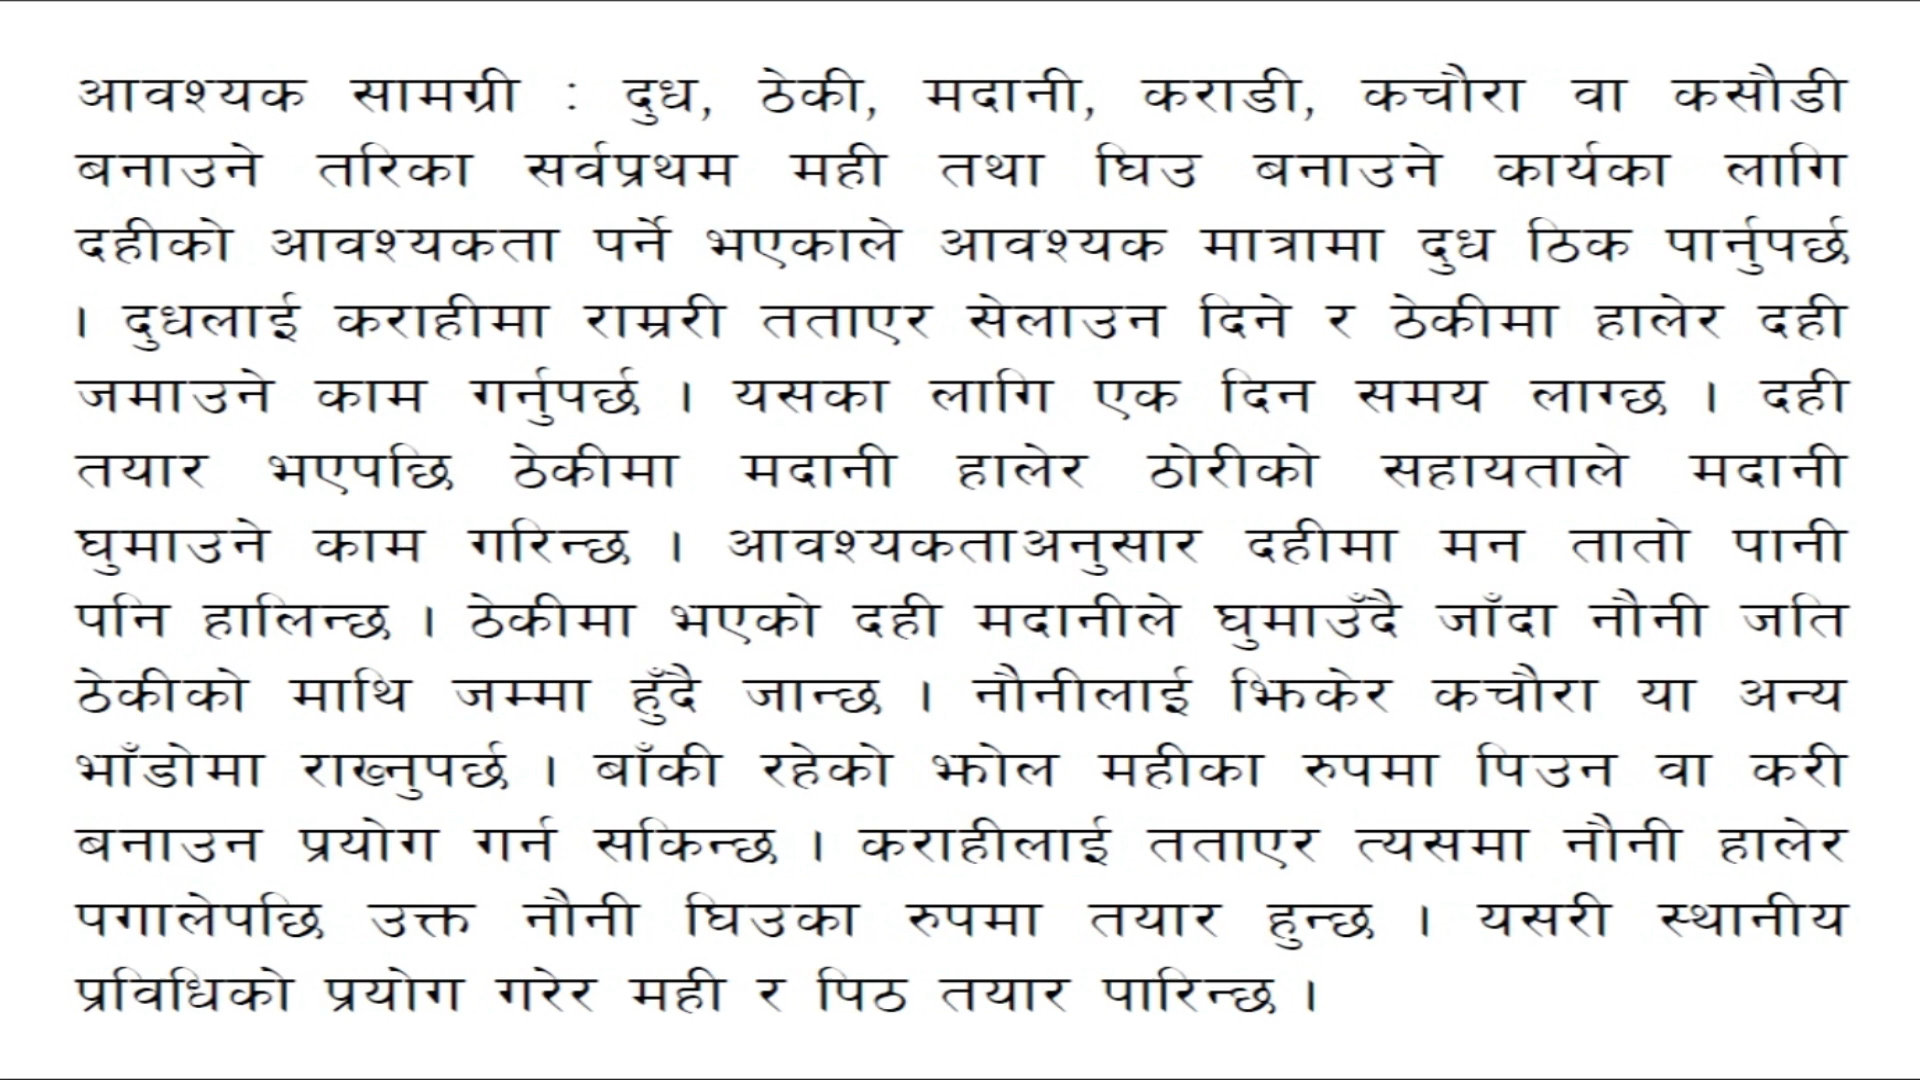 आवश्यक सामग्री : दुध, ठेकी, मदानी, कराडी, कचौरा वा कसौडी
बनाउने तरिका सर्वप्रथम मही तथा घिउ बनाउने कार्यका लागि
दहीको आवश्यकता पर्ने भएकाले आवश्यक मात्रामा दुध ठिक पार्नुपर्छ
। दुधलाई कराहीमा राम्ररी तताएर सेलाउन दिने र ठेकीमा हालेर दही
जमाउने काम गर्नुपर्छ । यसका लागि एक दिन समय लाग्छ । दही
तयार भएपछि ठेकीमा मदानी हालेर ठोरीको सहायताले मदानी
घुमाउने काम गरिन्छ । आवश्यकताअनुसार दहीमा मन तातो पानी
पनि हालिन्छ । ठेकीमा भएको दही मदानीले घुमाउँदै जाँदा नौनी जति
ठेकीको माथि जम्मा हुँदै जान्छ । नौनीलाई झिकेर कचौरा या अन्य
भाँडोमा राख्नुपर्छ । बाँकी रहेको झोल महीका रुपमा पिउन वा करी
बनाउन प्रयोग गर्न सकिन्छ । कराहीलाई तताएर त्यसमा नौनी हालेर
पगालेपछि उक्त नौनी घिउका रुपमा तयार हुन्छ । यसरी स्थानीय
प्रविधिको प्रयोग गरेर मही र पिठ तयार पारिन्छ ।